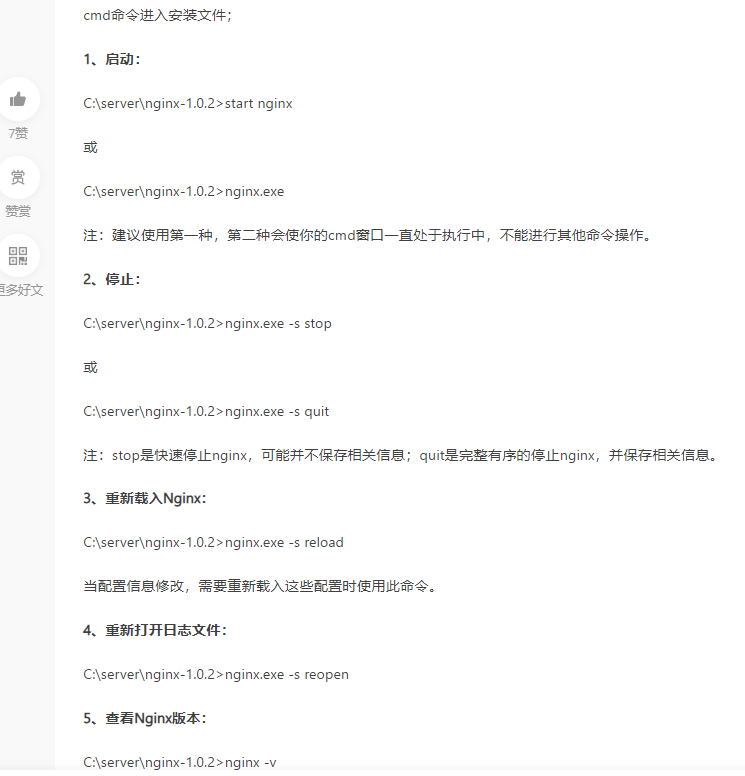 cmd命令进入安装文件；
1、启动：
C:\server\nginx-1.0.2>start nginx
7赞
或
赏
C:\server\nginx-1.0.2>nginx.exe
赞赏
注：建议使用第一种，第二种会使你的cmd窗口一直处于执行中，不能进行其他命令操作。
2、停止：
更多好文
C:\server\nginx-1.0.2>nginx.exe -s stop
或
C:\server\nginx-1.0.2>nginx.exe -s quit
注：stop是快速停止nginx，可能并不保存相关信息；quit是完整有序的停止nginx，并保存相关信息。
3、重新载入Nginx：
C:\server\nginx-1.0.2>nginx.exe -s reload
当配置信息修改，需要重新载入这些配置时使用此命令。
4、重新打开日志文件：
C:\server\nginx-1.0.2>nginx.exe -s reopen
5、查看Nginx版本：
C:\server\nginx-1.0.2>nginx -v